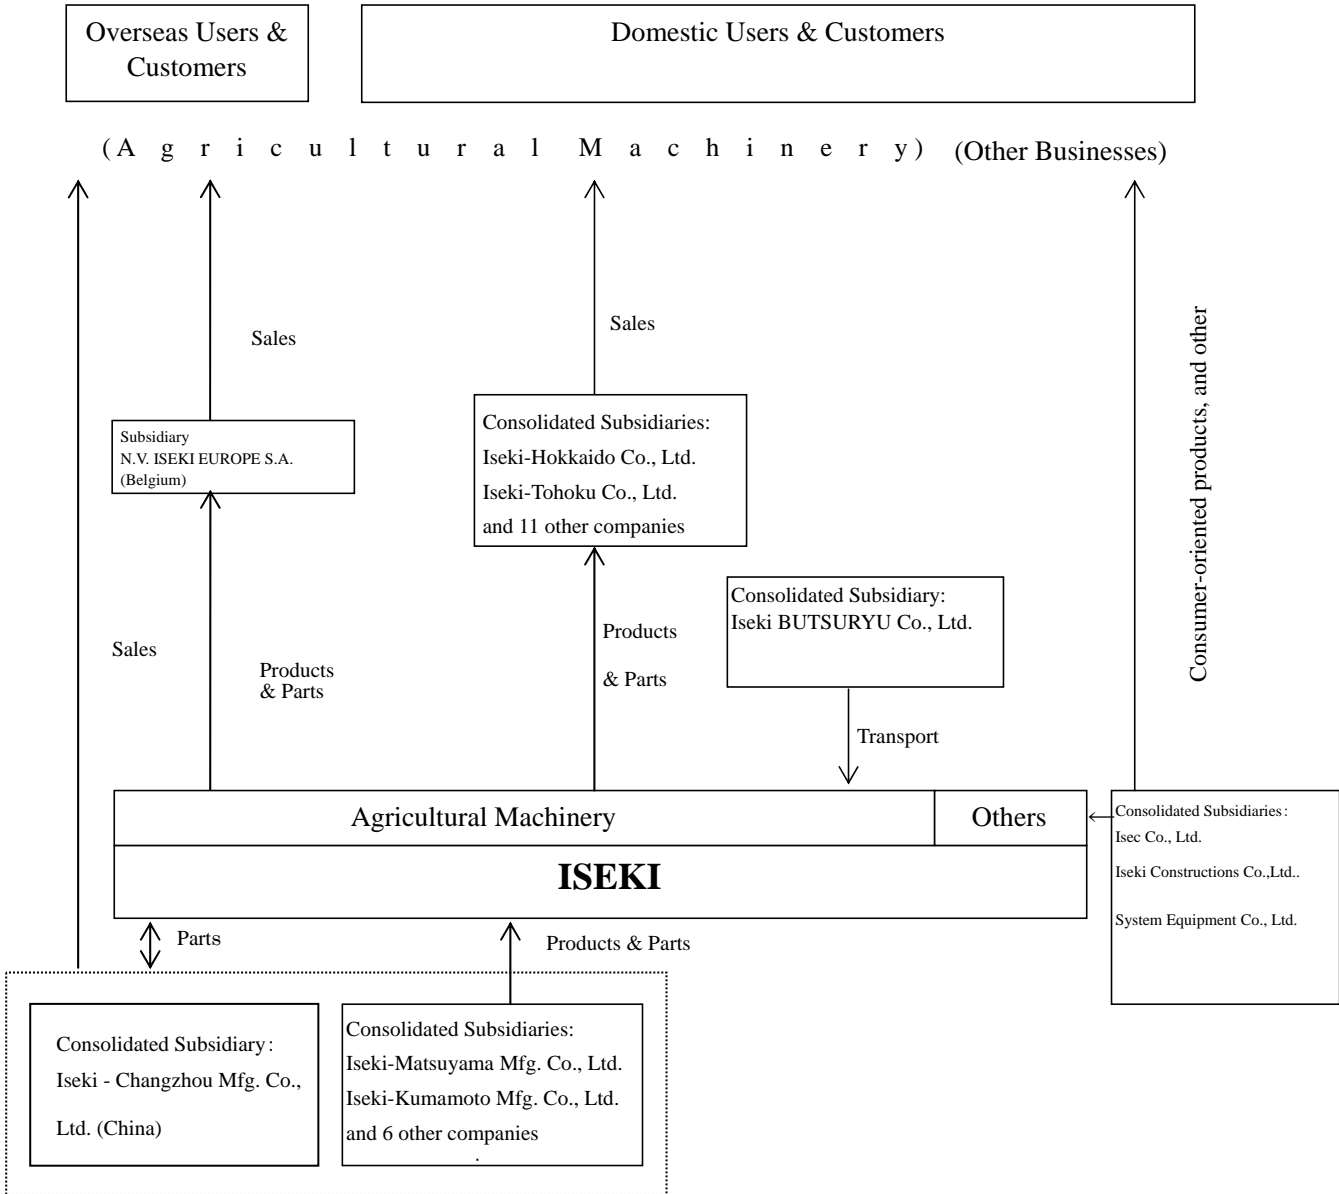 Overseas Users &
Customers
Domestic Users & Customers
(Agricultural Machinery)
(Other Businesses)
Sales
Sales
Consumer-oriented products, and other
Subsidiary
N.V. ISEKI EUROPE S.A.
(Belgium)
Consolidated Subsidiaries:
Iseki-Hokkaido Co., Ltd.
Iseki-Tohoku Co., Ltd.
and 11 other companies
Consolidated Subsidiary:
Iseki BUTSURYU Co., Ltd.
Sales
Products
& Parts
Products
& Parts
Transport
Agricultural Machinery
Others
ISEKI
Consolidated Subsidiaries:
Isec Co., Ltd.
Iseki Constructions Co.,Ltd..
System Equipment Co., Ltd.
Parts
Products & Parts
Consolidated Subsidiary:
Iseki - Changzhou Mfg. Co.,
Ltd. (China)
Consolidated Subsidiaries:
Iseki-Matsuyama Mfg. Co., Ltd.
Iseki-Kumamoto Mfg. Co., Ltd.
and 6 other companies
.